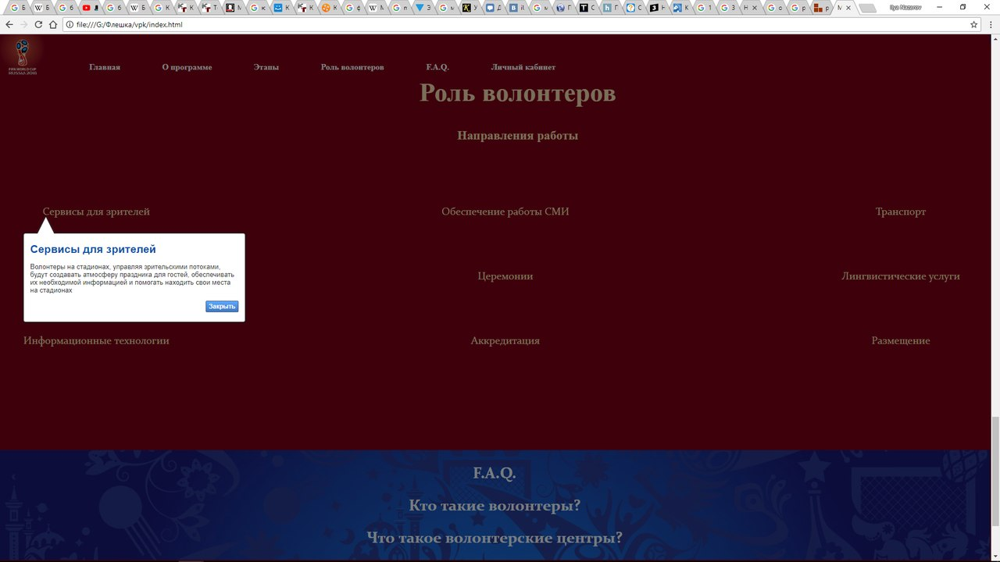 Ilya Nazarov
file:///G:/Флешка/vpk/index.html
FIFA WORLD CUP
RUSSIA 2018
Главная О программе Этапы Роль волонтеров F.A.Q. Личный кабинет
Роль волонтеров
Направления работы
Сервисы для зрителей Обеспечение работы СМИ Транспорт
Сервисы для зрителей
Волонтеры на стадионах, управляя зрительскими потоками,
будут создавать атмосферу праздника для гостей, обеспечивать
их необходимой информацией и помогать находить свои места
на стадионах
Закрыть
Церемонии Лингвистические услуги
Информационные технологии Аккредитация Размещение
F.A.Q.
Кто такие волонтеры?
Что такое волонтерские центры?